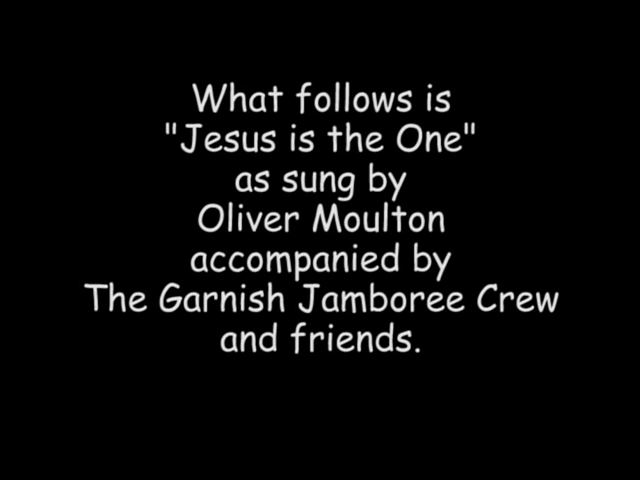 What follows is
"Jesus is the One"
as sung by
Oliver Moulton
accompanied by
The Garnish Jamboree Crew
and friends.